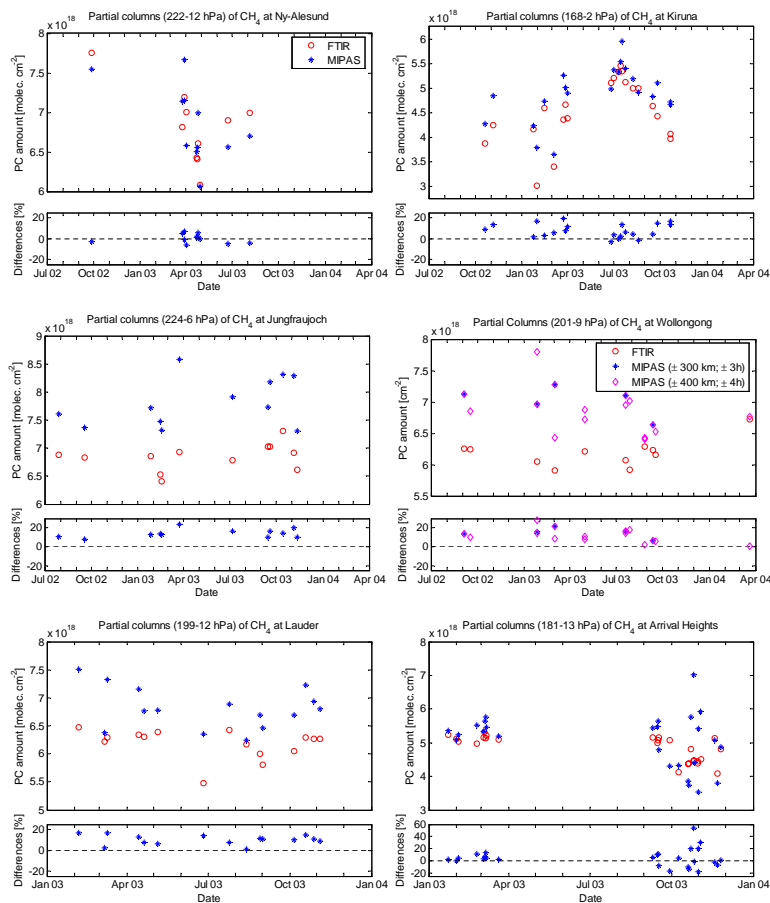 Partial columns (222-12 hPa) of CH4 at Ny-Alesund
x 10^18
PC amount [molec. cm-2]
8
7.5
7
6.5
6
FTIR
MIPAS
Differences [%]
20
0
-20
Jul 02 Oct 02 Jan 03 Apr 03 Jul 03 Oct 03 Jan 04 Apr 04
Date
Partial columns (168-2 hPa) of CH4 at Kiruna
x 10^18
PC amount [molec. cm-2]
6
5.5
5
4.5
4
3.5
3
Differences [%]
20
0
-20
Jul 02 Oct 02 Jan 03 Apr 03 Jul 03 Oct 03 Jan 04 Apr 04
Date
Partial columns (224-6 hPa) of CH4 at Jungfraujoch
x 10^18
PC amount [molec. cm-2]
9
8.5
8
7.5
7
6.5
6
Differences [%]
20
0
-20
Jul 02 Oct 02 Jan 03 Apr 03 Jul 03 Oct 03 Jan 04 Apr 04
Date
Partial Columns (201-9 hPa) of CH4 at Wollongong
x 10^18
PC amount [cm-2]
8
7.5
7
6.5
6
5.5
FTIR
MIPAS (± 300 km; ± 3h)
MIPAS (± 400 km; ± 4h)
Differences [%]
20
0
-20
Jul 02 Oct 02 Jan 03 Apr 03 Jul 03 Oct 03 Jan 04 Apr 04
Date
Partial columns (199-12 hPa) of CH4 at Lauder
x 10^18
PC amount [molec. cm-2]
8
7.5
7
6.5
6
5.5
5
Differences [%]
20
0
-20
Jan 03 Apr 03 Jul 03 Oct 03 Jan 04
Date
Partial columns (181-13 hPa) of CH4 at Arrival Heights
x 10^18
PC amount [molec. cm-2]
8
7
6
5
4
3
Differences [%]
60
40
20
0
-20
Jan 03 Apr 03 Jul 03 Oct 03 Jan 04
Date